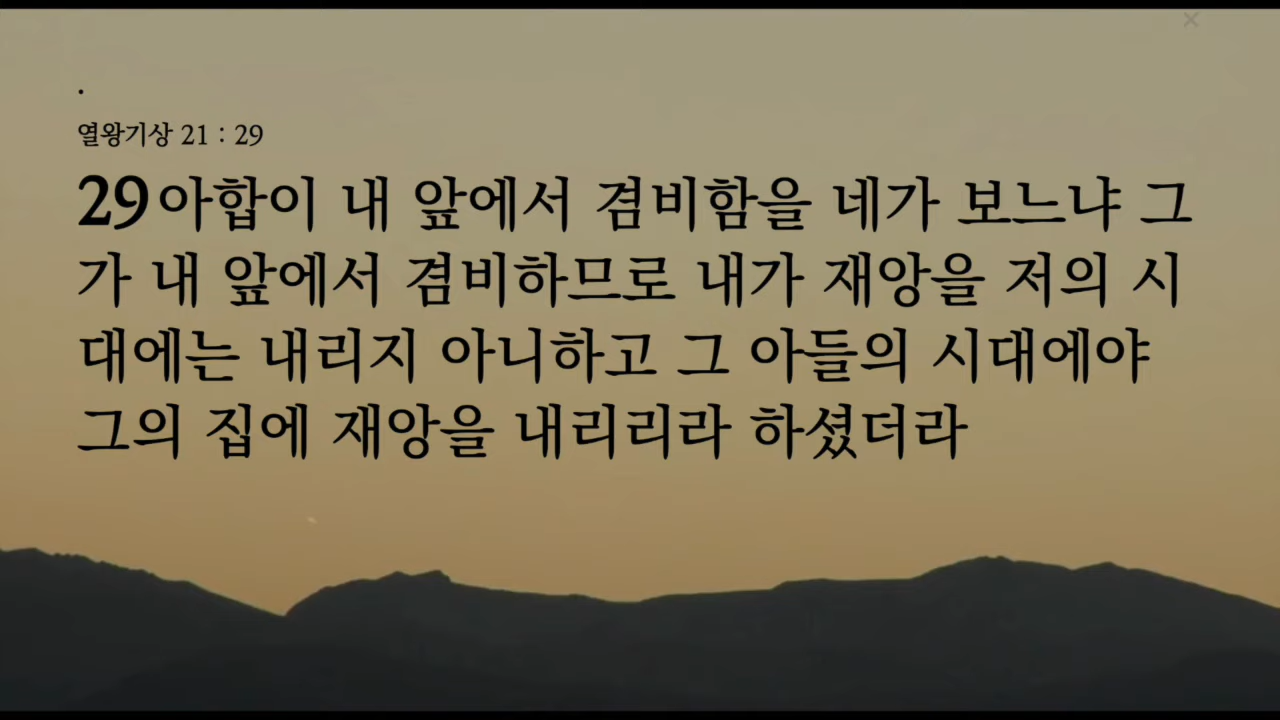 .
열왕기상 21 : 29
29 아합이 내 앞에서 겸비함을 네가 보느냐 그
가 내 앞에서 겸비하므로 내가 재앙을 저의 시
대에는 내리지 아니하고 그 아들의 시대에야
그의 집에 재앙을 내리리라 하셨더라